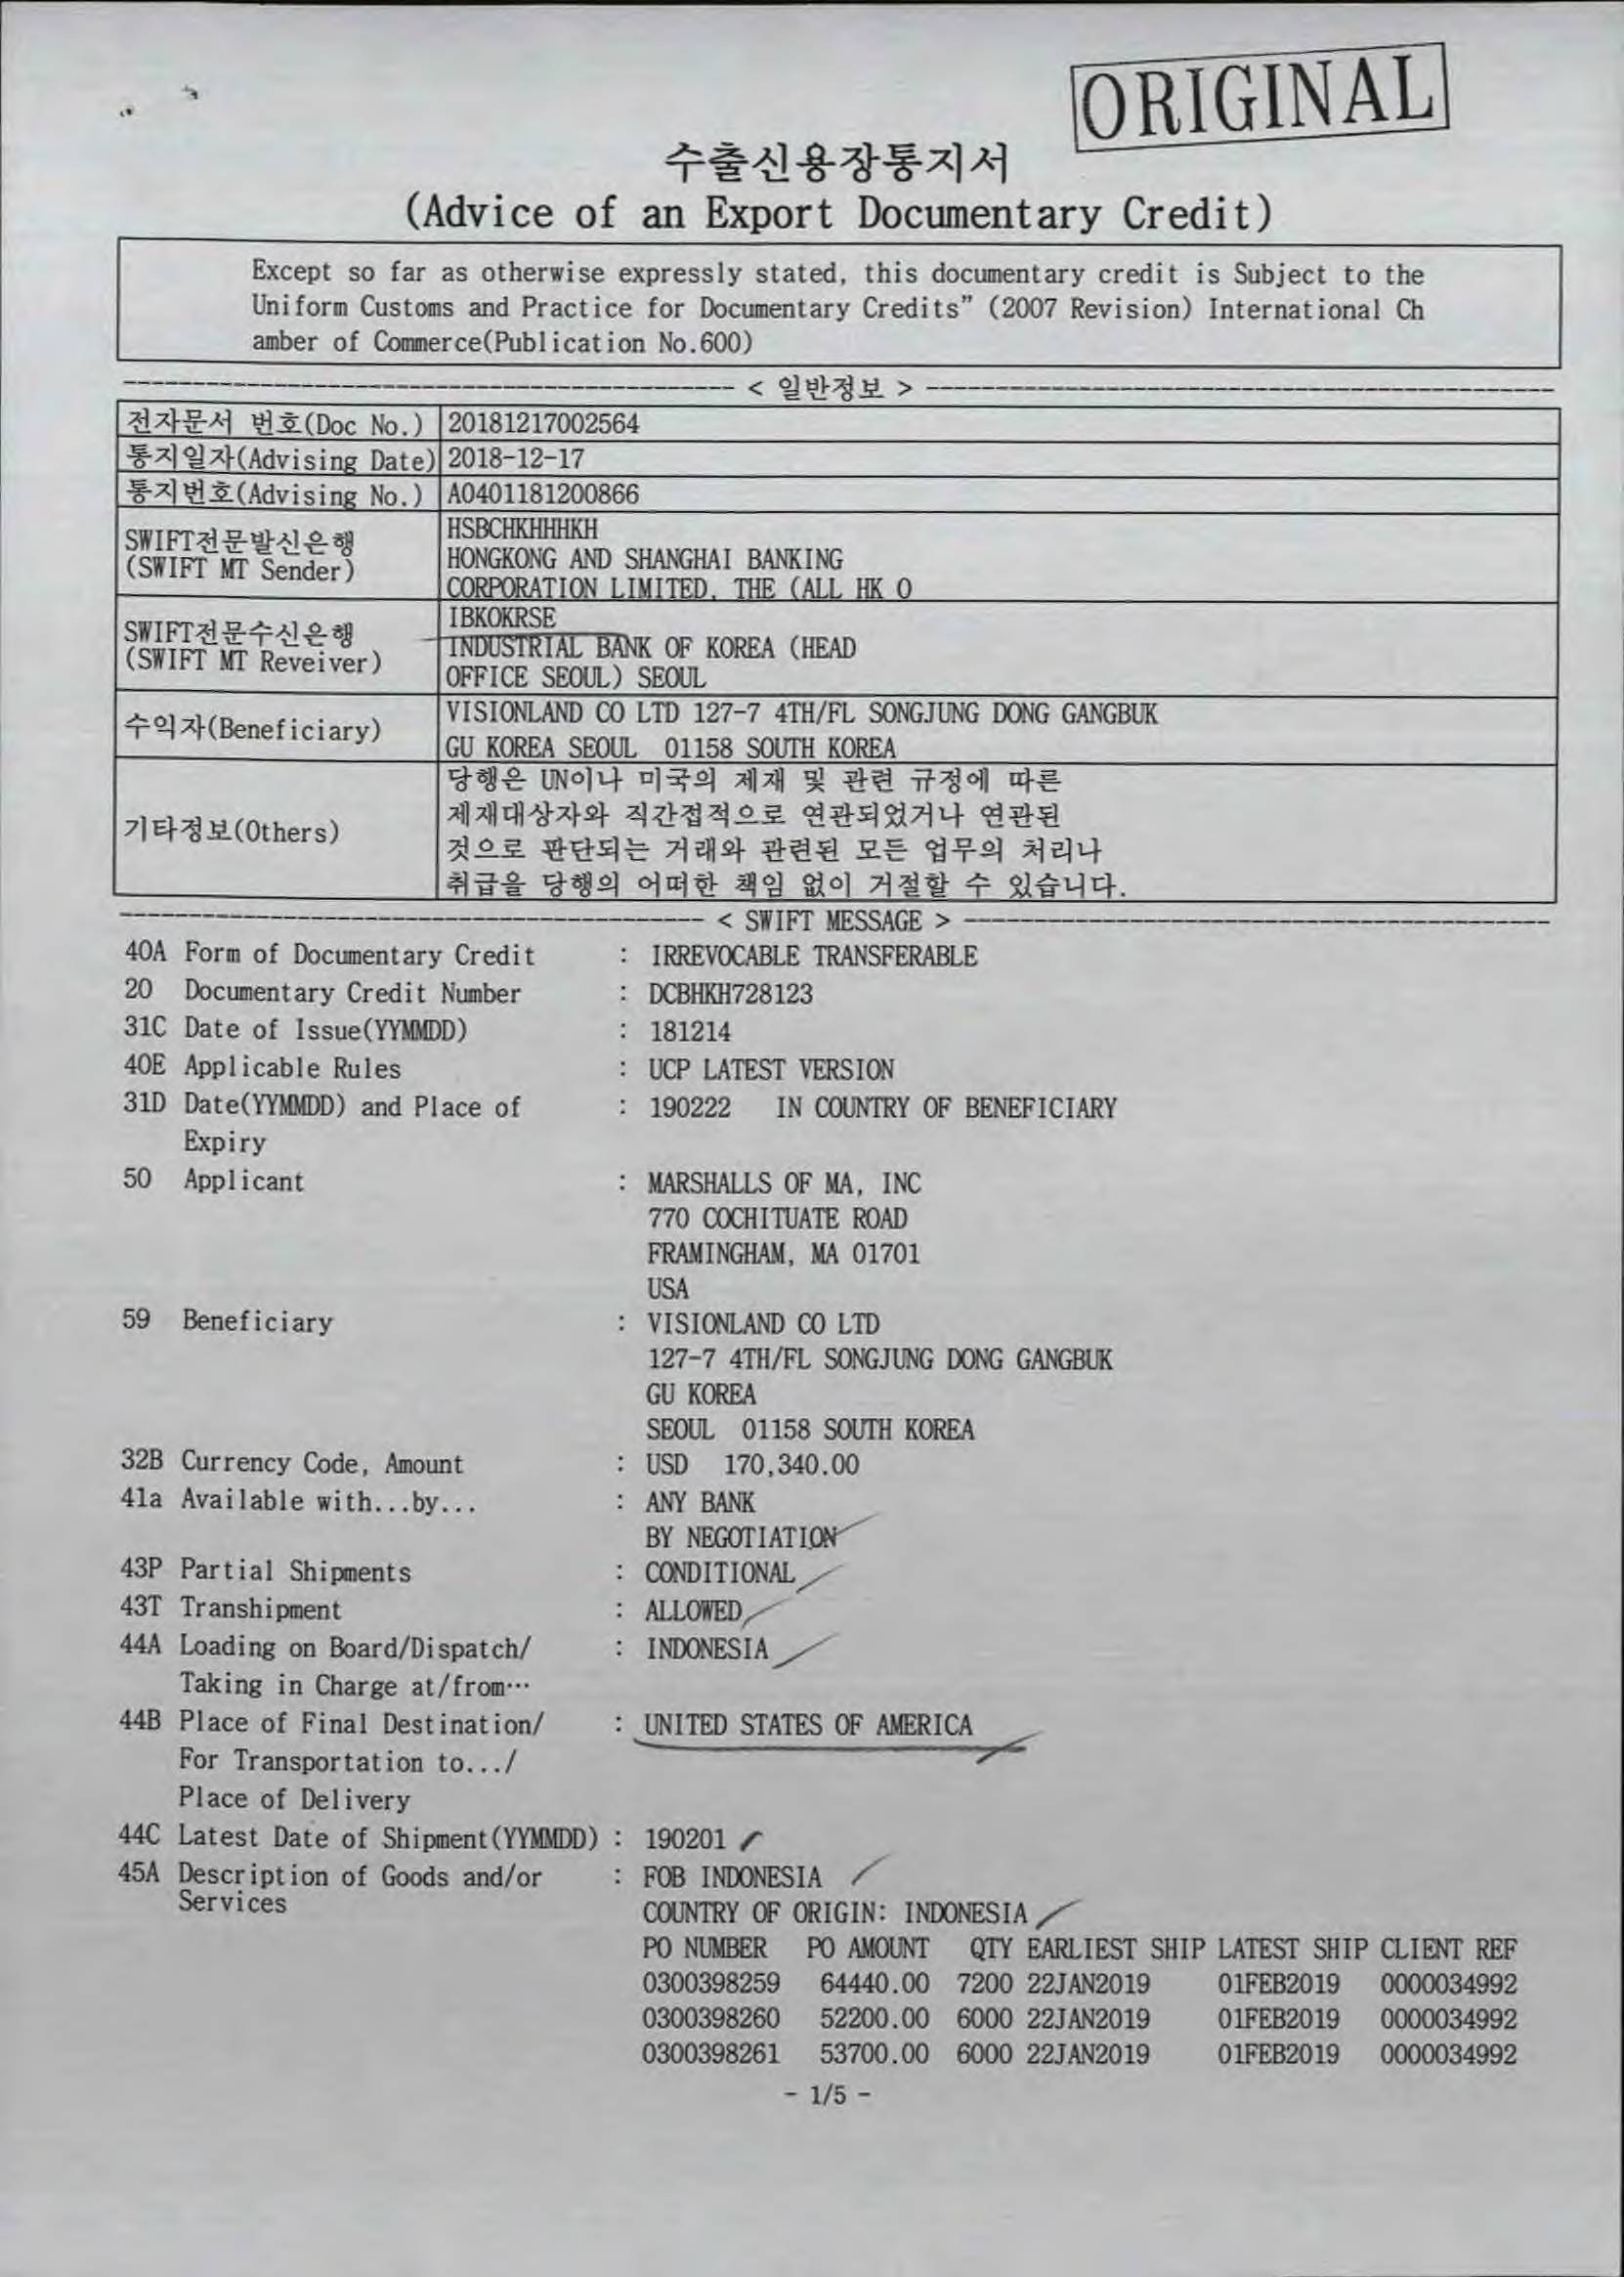 ORIGINAL
수출신용장통지서
(Advice of an Export Documentary Credit)
Except so far as otherwise expressly stated, this documentary credit is Subject to the
Uniform Customs and Practice for Documentary Credits” (2007 Revision) International Ch
amber of Commerce(Publication No.600)
< 일반정보 >
전자문서 번호(Doc No.) 20181217002564
통지일자(Advising Date) 2018-12-17
통지번호(Advising No.) A0401181200866
SWIFT전문발신은행
(SWIFT MT Sender)
HSBCHKHHHKH
HONGKONG AND SHANGHAI BANKING
CORPORATION LIMITED, THE (ALL HK O
SWIFT전문수신은행
(SWIFT MT Reveiver)
IBKOKRSE
INDUSTRIAL BANK OF KOREA (HEAD
OFFICE SEOUL) SEOUL
수익자(Beneficiary)
VISIONLAND CO LTD 127-7 4TH/FL SONGJUNG DONG GANGBUK
GU KOREA SEOUL 01158 SOUTH KOREA
기타정보(Others)
당행은 UN이나 미국의 제재 및 관련 규정에 따른
제재대상자와 직간접적으로 연관되었거나 연관된
것으로 판단되는 거래와 관련된 모든 업무의 처리나
취급을 당행의 어떠한 책임 없이 거절할 수 있습니다.
< SWIFT MESSAGE >
40A Form of Documentary Credit : IRREVOCABLE TRANSFERABLE
20 Documentary Credit Number : DCBHKH728123
31C Date of Issue(YYMMDD) : 181214
40E Applicable Rules : UCP LATEST VERSION
31D Date(YYMMDD) and Place of : 190222 IN COUNTRY OF BENEFICIARY
Expiry
50 Applicant : MARSHALLS OF MA, INC
770 COCHITUATE ROAD
FRAMINGHAM, MA 01701
USA
59 Beneficiary : VISIONLAND CO LTD
127-7 4TH/FL SONGJUNG DONG GANGBUK
GU KOREA
SEOUL 01158 SOUTH KOREA
32B Currency Code, Amount : USD 170,340.00
41a Available with...by... : ANY BANK
BY NEGOTIATION
43P Partial Shipments : CONDITIONAL
43T Transhipment : ALLOWED
44A Loading on Board/Dispatch/ : INDONESIA
Taking in Charge at/from…
44B Place of Final Destination/ : UNITED STATES OF AMERICA
For Transportation to.../
Place of Delivery
44C Latest Date of Shipment(YYMMDD) : 190201
45A Description of Goods and/or : FOB INDONESIA
Services
COUNTRY OF ORIGIN: INDONESIA
PO NUMBER PO AMOUNT QTY EARLIEST SHIP LATEST SHIP CLIENT REF
0300398259 64440.00 7200 22JAN2019 01FEB2019 0000034992
0300398260 52200.00 6000 22JAN2019 01FEB2019 0000034992
0300398261 53700.00 6000 22JAN2019 01FEB2019 0000034992
- 1/5 -